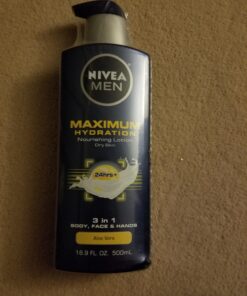 NIVEA
MEN
MAXIMUM
HYDRATION
Nourishing Lotion
Dry Skin
24hrs+
3 in 1
BODY, FACE & HANDS
Aloe Vera
16.9 FL. OZ. 500mL